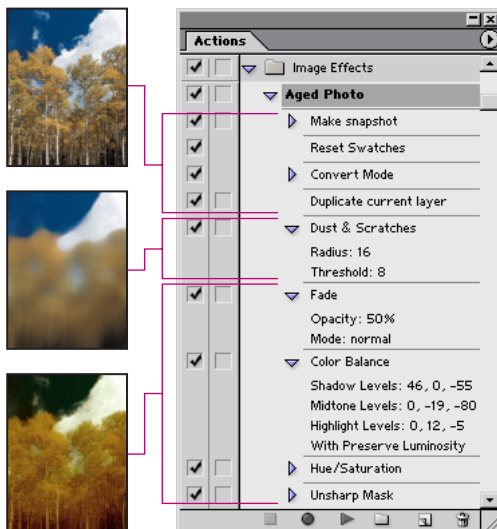 Actions
Image Effects
Aged Photo
Make snapshot
Reset Swatches
Convert Mode
Duplicate current layer
Dust & Scratches
Radius: 16
Threshold: 8
Fade
Opacity: 50%
Mode: normal
Color Balance
Shadow Levels: 46, 0, -55
Midtone Levels: 0, -19, -80
Highlight Levels: 0, 12, -5
With Preserve Luminosity
Hue/Saturation
Unsharp Mask